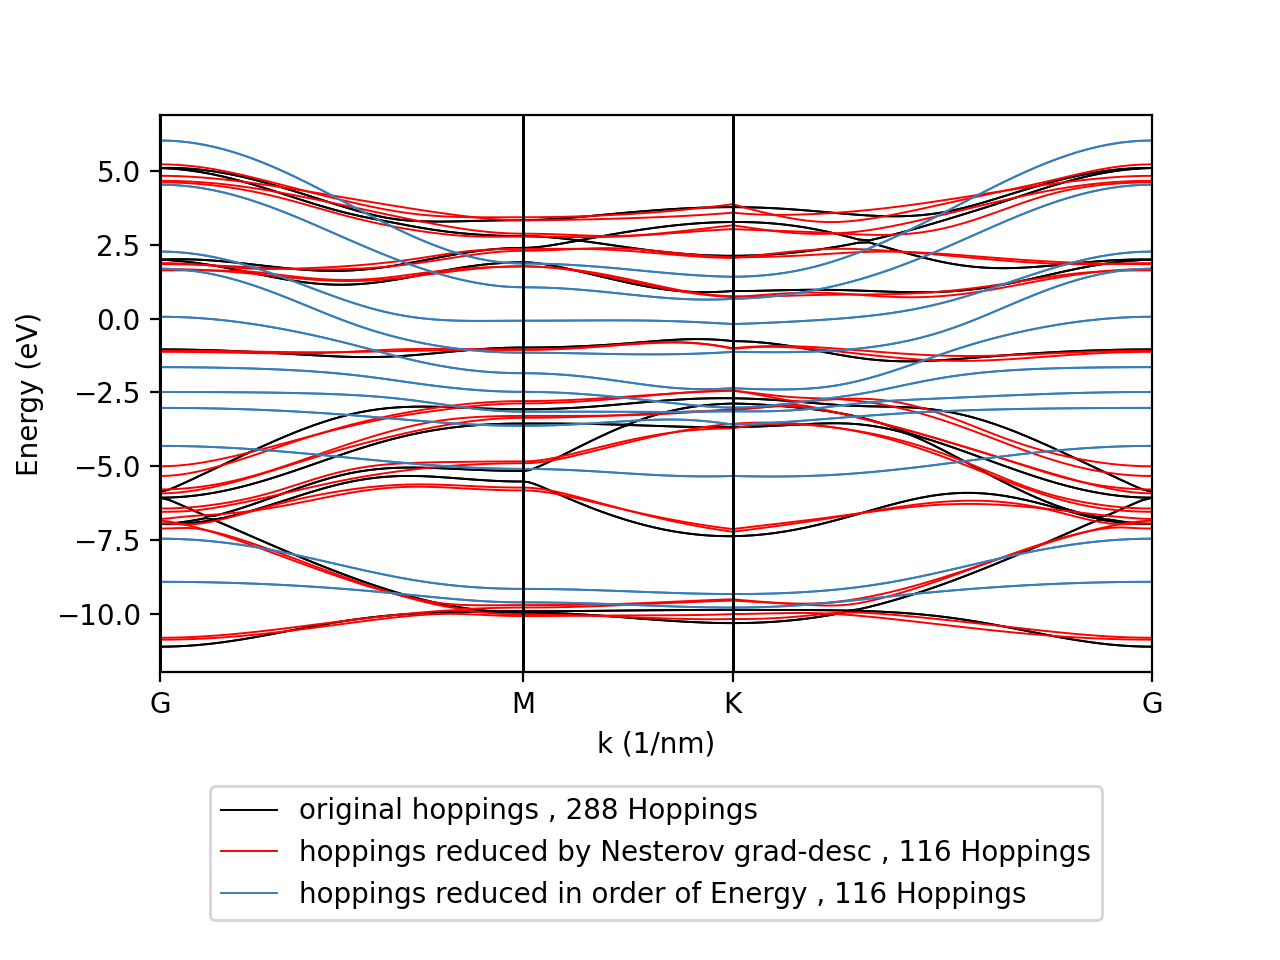 Energy (eV)
5.0
2.5
0.0
−2.5
−5.0
−7.5
−10.0
G M K G
k (1/nm)
original hoppings , 288 Hoppings
hoppings reduced by Nesterov grad-desc , 116 Hoppings
hoppings reduced in order of Energy , 116 Hoppings